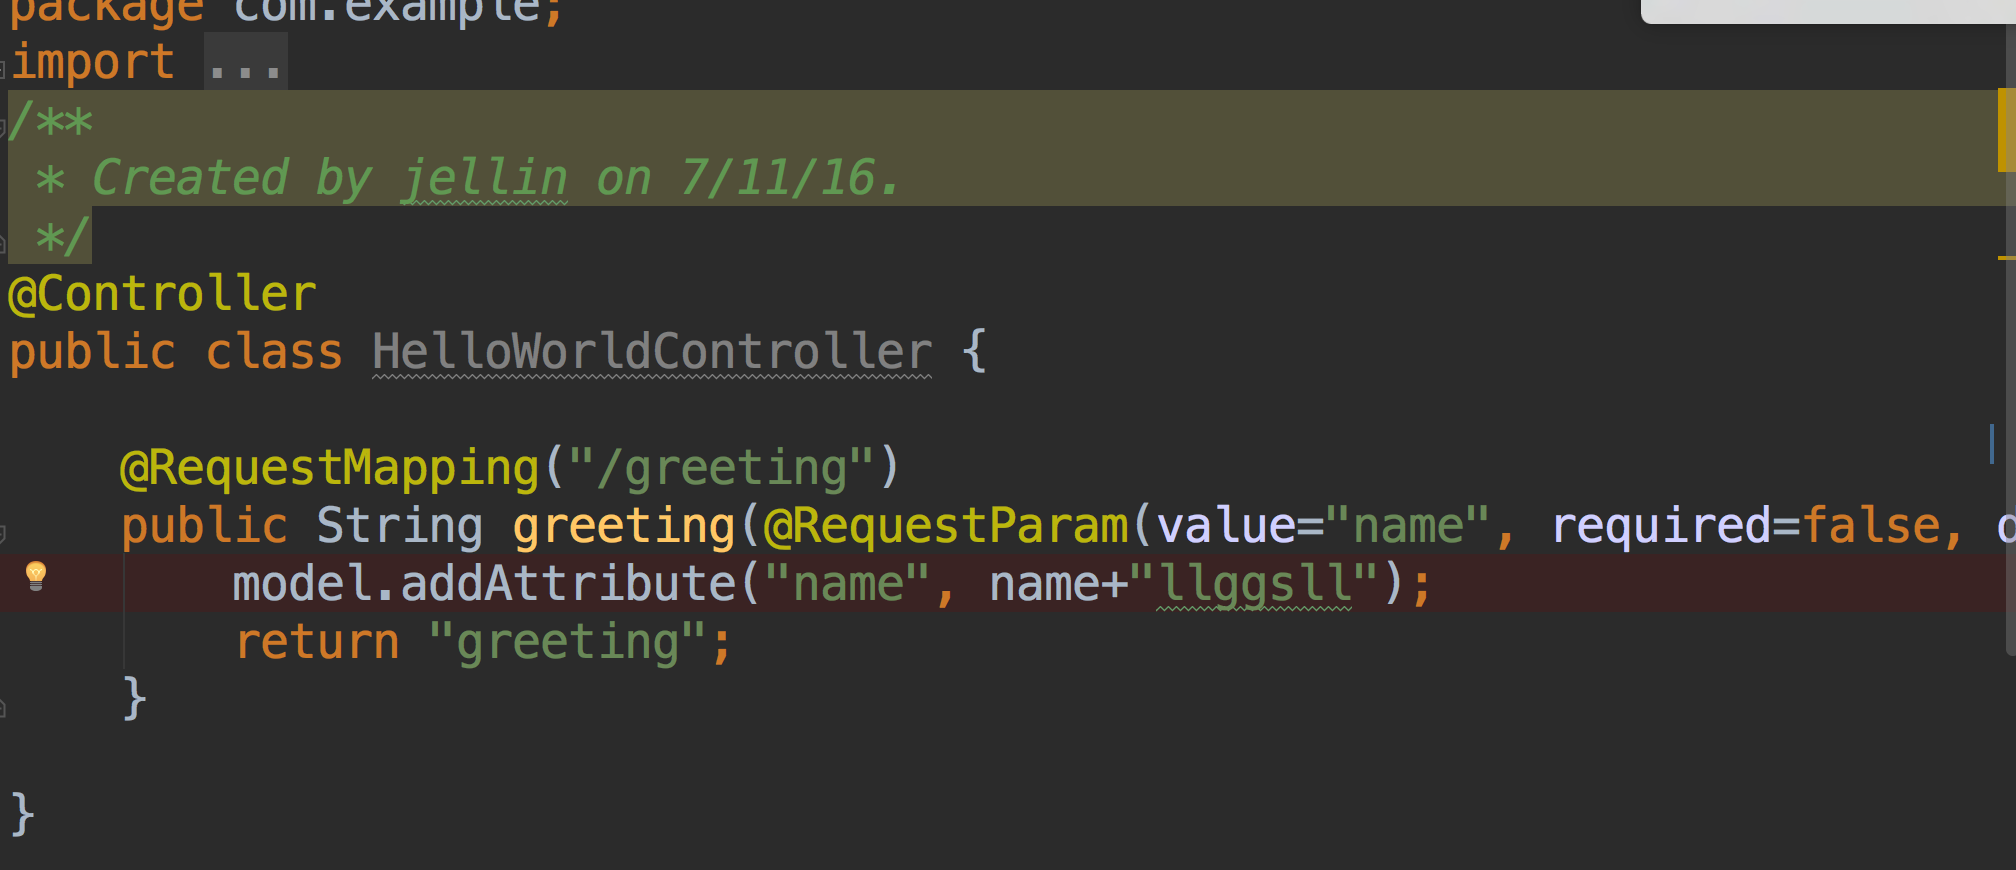 package com.example;
import ...
/**
 * Created by jellin on 7/11/16.
 */
@Controller
public class HelloWorldController {
@RequestMapping("/greeting")
public String greeting(@RequestParam(value="name", required=false,
model.addAttribute("name", name+"llggsll");
return "greeting";
}
}